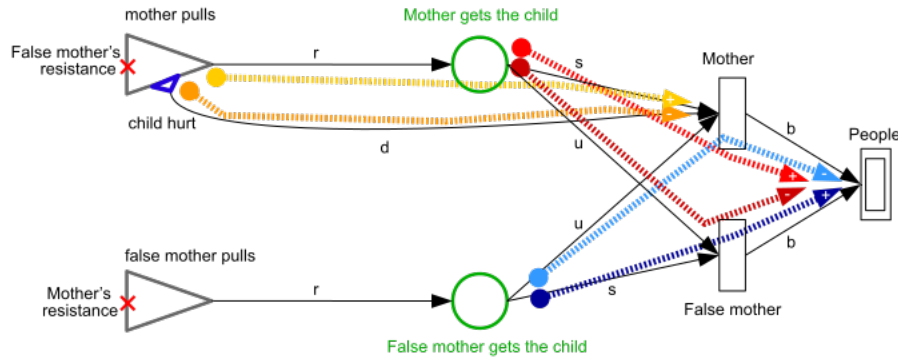 mother pulls
Mother gets the child
False mother's
resistance
r
s
Mother
+
-
child hurt
d
u
b
People
+
-
-
+
u
false mother pulls
b
Mother's
resistance
r
s
False mother
False mother gets the child